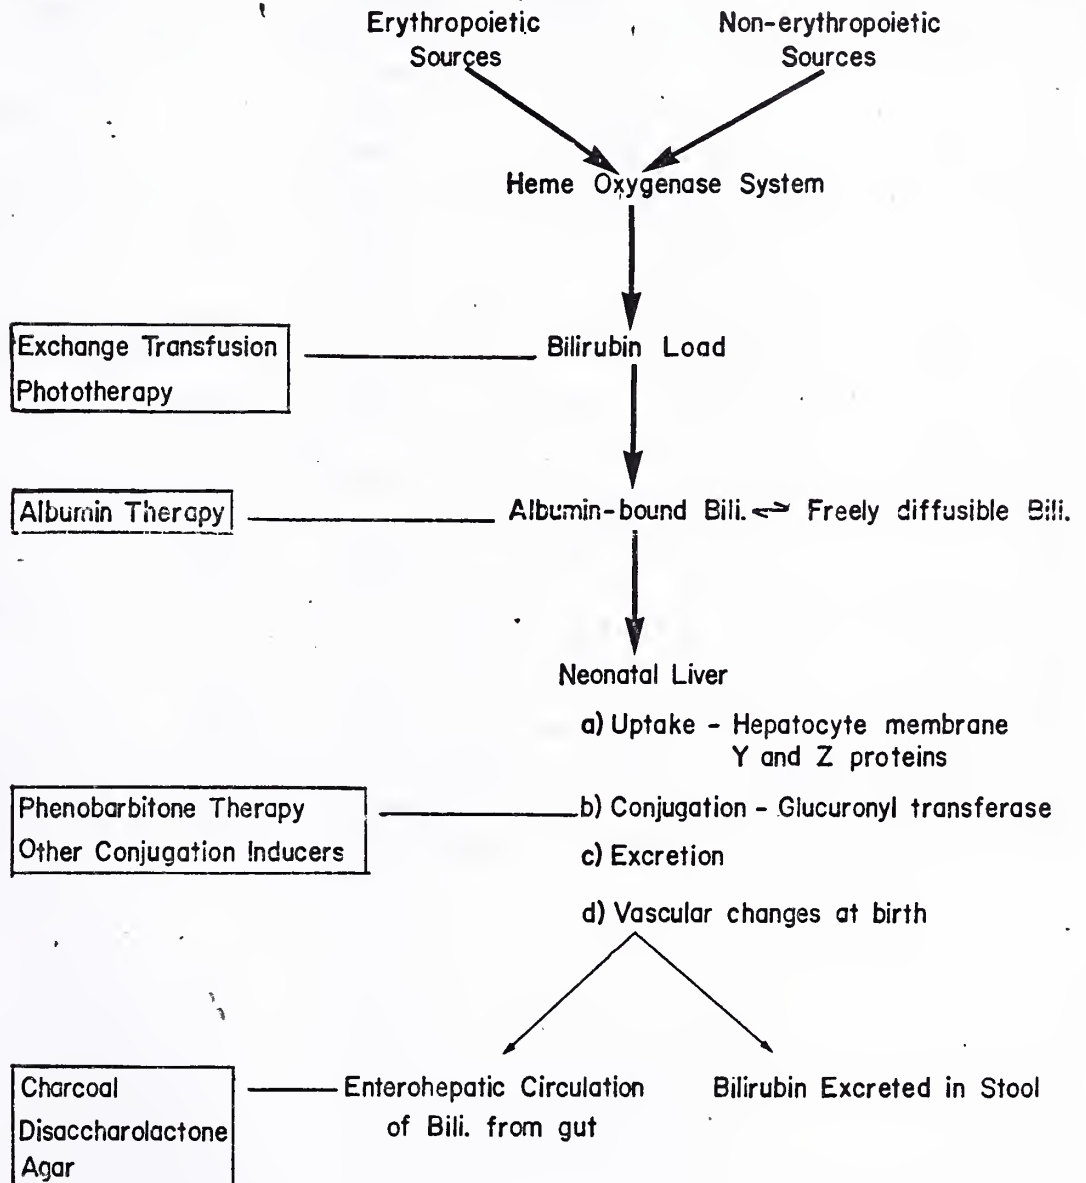 Erythropoietic Non-erythropoietic
Sources Sources
Heme Oxygenase System
Exchange Transfusion Bilirubin Load
Phototherapy
Albumin Therapy Albumin-bound Bili. Freely diffusible Bili.
Neonatal Liver
a) Uptake - Hepatocyte membrane
Y and Z proteins
Phenobarbitone Therapy b) Conjugation - Glucuronyl transferase
Other Conjugation Inducers c) Excretion
d) Vascular changes at birth
Charcoal Enterohepatic Circulation Bilirubin Excreted in Stool
Disaccharolactone of Bili. from gut
Agar